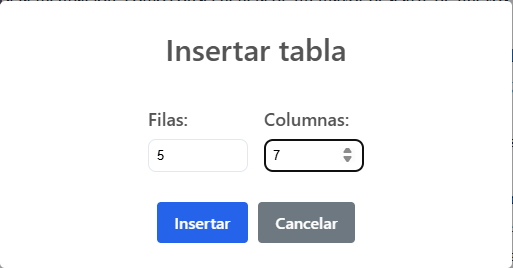 Insertar tabla
Filas: Columnas:
5 7
Insertar Cancelar